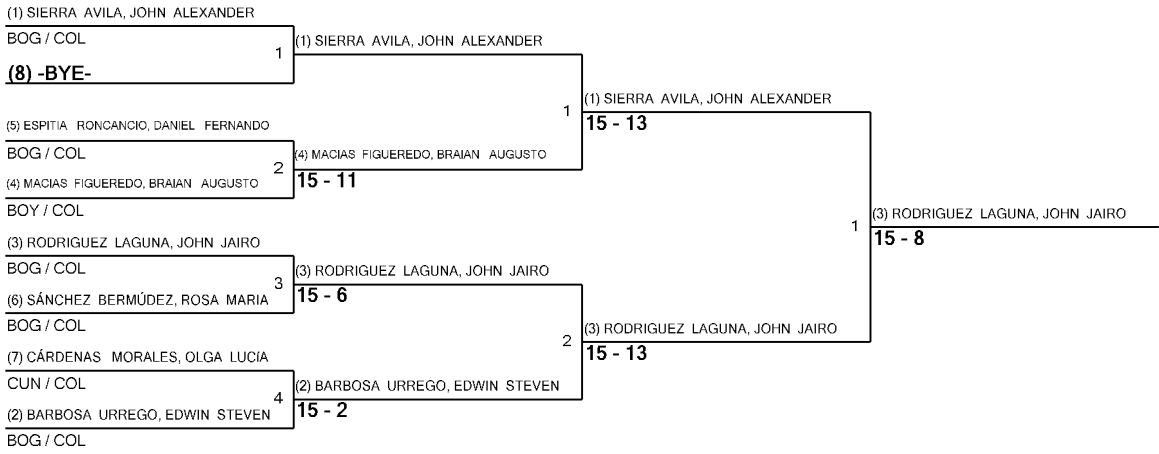 (1) SIERRA AVILA, JOHN ALEXANDER
BOG / COL
1
(8) -BYE-
(5) ESPITIA RONCANCIO, DANIEL FERNANDO
BOG / COL
2
(4) MACIAS FIGUEREDO, BRAIAN AUGUSTO
BOY / COL
(3) RODRIGUEZ LAGUNA, JOHN JAIRO
BOG / COL
3
(6) SÁNCHEZ BERMÚDEZ, ROSA MARIA
BOG / COL
(7) CÁRDENAS MORALES, OLGA LUCÍA
CUN / COL
4
(2) BARBOSA URREGO, EDWIN STEVEN
BOG / COL
(1) SIERRA AVILA, JOHN ALEXANDER
1
(4) MACIAS FIGUEREDO, BRAIAN AUGUSTO
15 - 11
(3) RODRIGUEZ LAGUNA, JOHN JAIRO
15 - 6
2
(2) BARBOSA URREGO, EDWIN STEVEN
15 - 2
(1) SIERRA AVILA, JOHN ALEXANDER
15 - 13
1
(3) RODRIGUEZ LAGUNA, JOHN JAIRO
15 - 13
(3) RODRIGUEZ LAGUNA, JOHN JAIRO
15 - 8